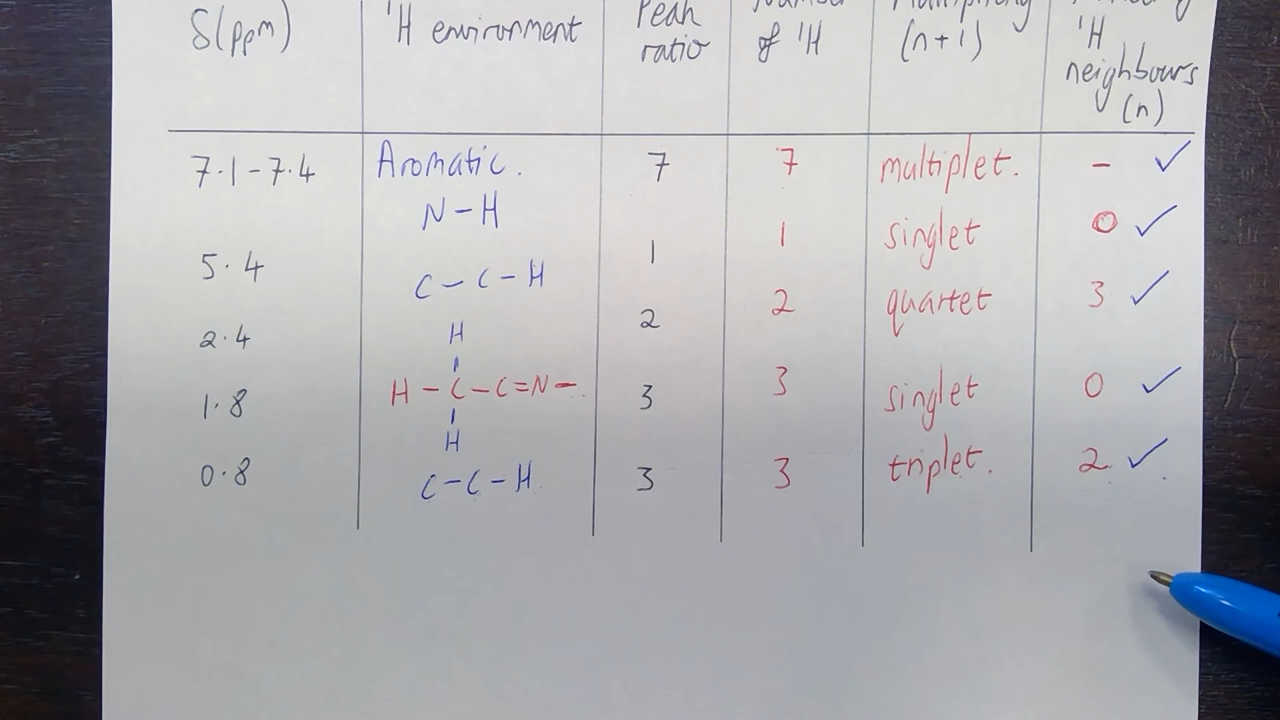 δ(ppm) ¹H environment Peak ratio of ¹H (n+1) ¹H neighbours (n)
7.1-7.4 Aromatic. 7 7 multiplet. - ✓
N-H 1 1 singlet 0 ✓
5.4 C-C-H 2 2 quartet 3 ✓
2.4 H
1.8 H-C-C=N- 3 3 singlet 0 ✓
H
0.8 C-C-H 3 3 triplet. 2 ✓